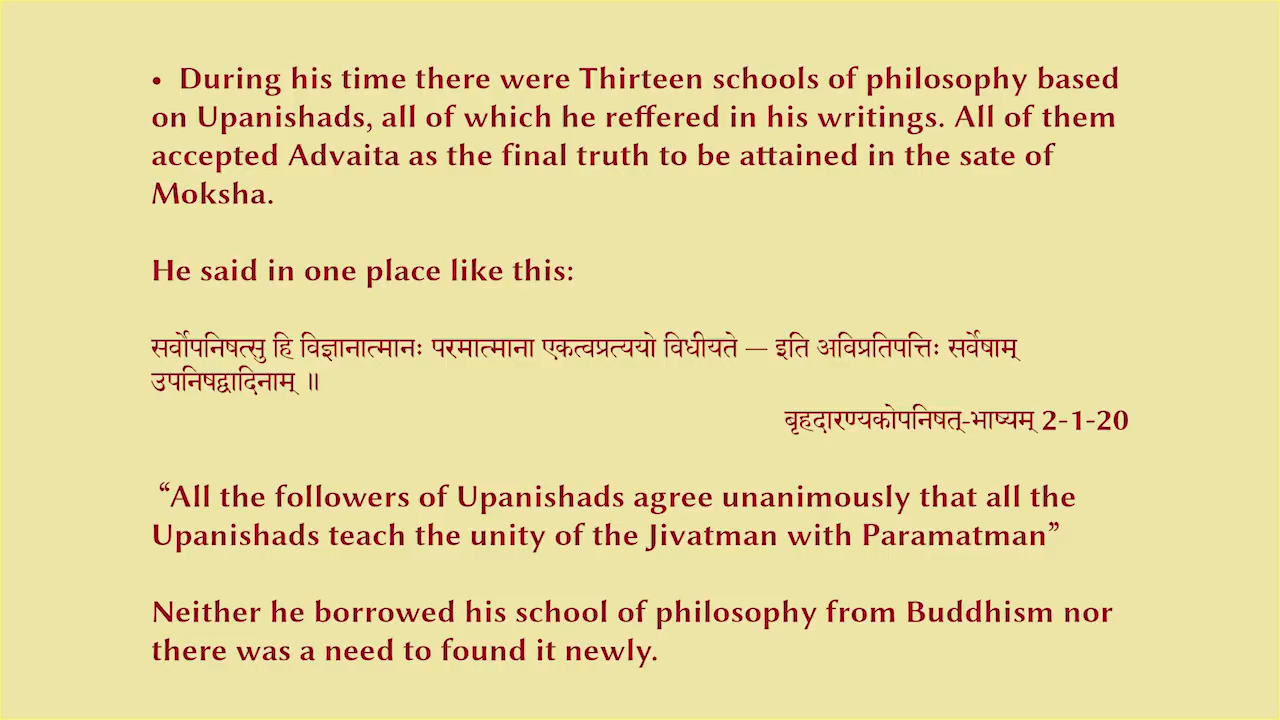 • During his time there were Thirteen schools of philosophy based
on Upanishads, all of which he reffered in his writings. All of them
accepted Advaita as the final truth to be attained in the sate of
Moksha.
He said in one place like this:
सर्वोपनिषत्सु हि विज्ञानात्मानः परमात्माना एकत्वप्रत्ययो विधीयते — इति अविप्रतिपत्तिः सर्वेषाम्
उपनिषद्वादिनाम् ॥
बृहदारण्यकोपनिषत्-भाष्यम् 2-1-20
“All the followers of Upanishads agree unanimously that all the
Upanishads teach the unity of the Jivatman with Paramatman”
Neither he borrowed his school of philosophy from Buddhism nor
there was a need to found it newly.